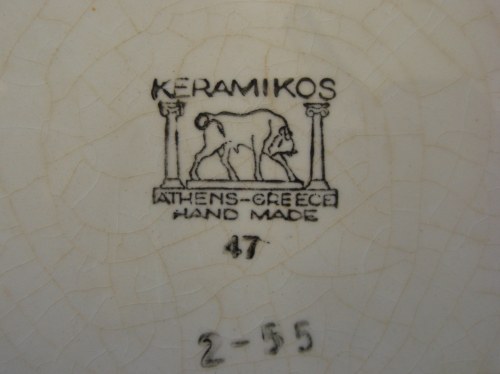 KERAMIKOS
ATHENS-GREECE
HAND MADE
47
2-55